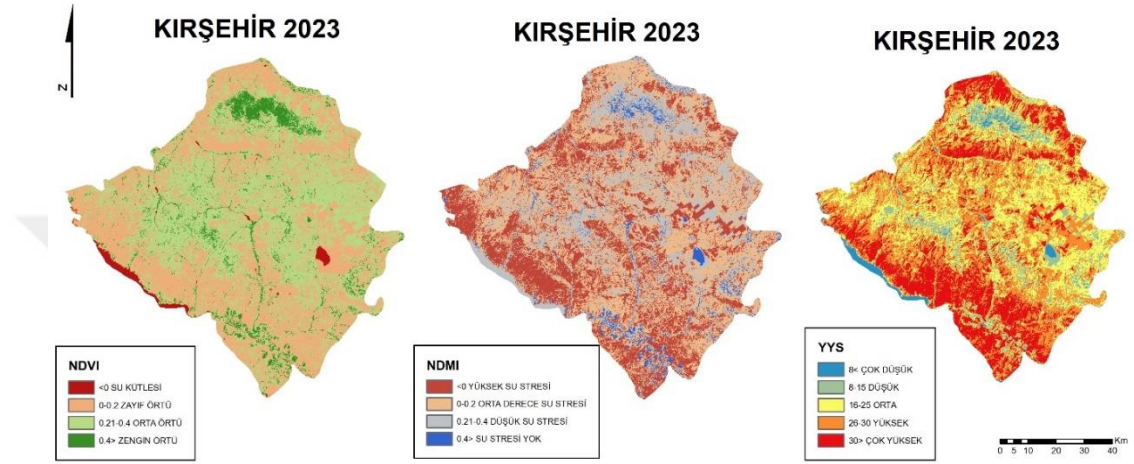 KIRŞEHİR 2023
KIRŞEHİR 2023
KIRŞEHİR 2023
N
NDVI
<0 SU KÜTLESİ
0-0.2 ZAYIF ÖRTÜ
0.21-0.4 ORTA ÖRTÜ
0.4> ZENGİN ÖRTÜ
NDMI
<0 YÜKSEK SU STRESİ
0-0.2 ORTA DERECE SU STRESİ
0.21-0.4 DÜŞÜK SU STRESİ
0.4> SU STRESİ YOK
YYS
8< ÇOK DÜŞÜK
8-15 DÜŞÜK
16-25 ORTA
26-30 YÜKSEK
30> ÇOK YÜKSEK
Km
0 5 10 20 30 40